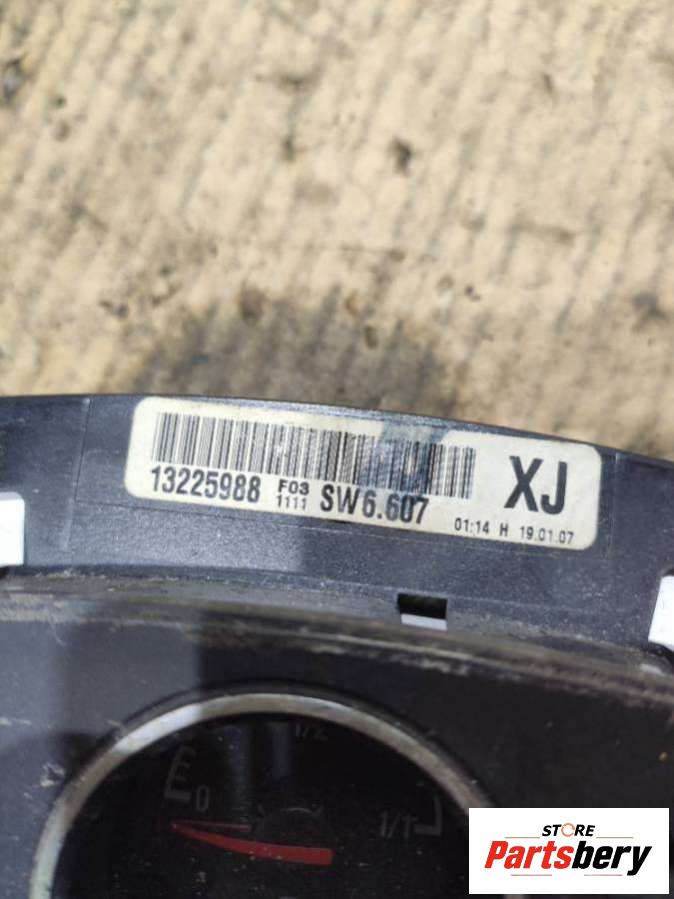 13225988 F03 1111 SW6.607 XJ
01:14 H 19.01.07
1/2
0
1/1
STORE
Partsbery